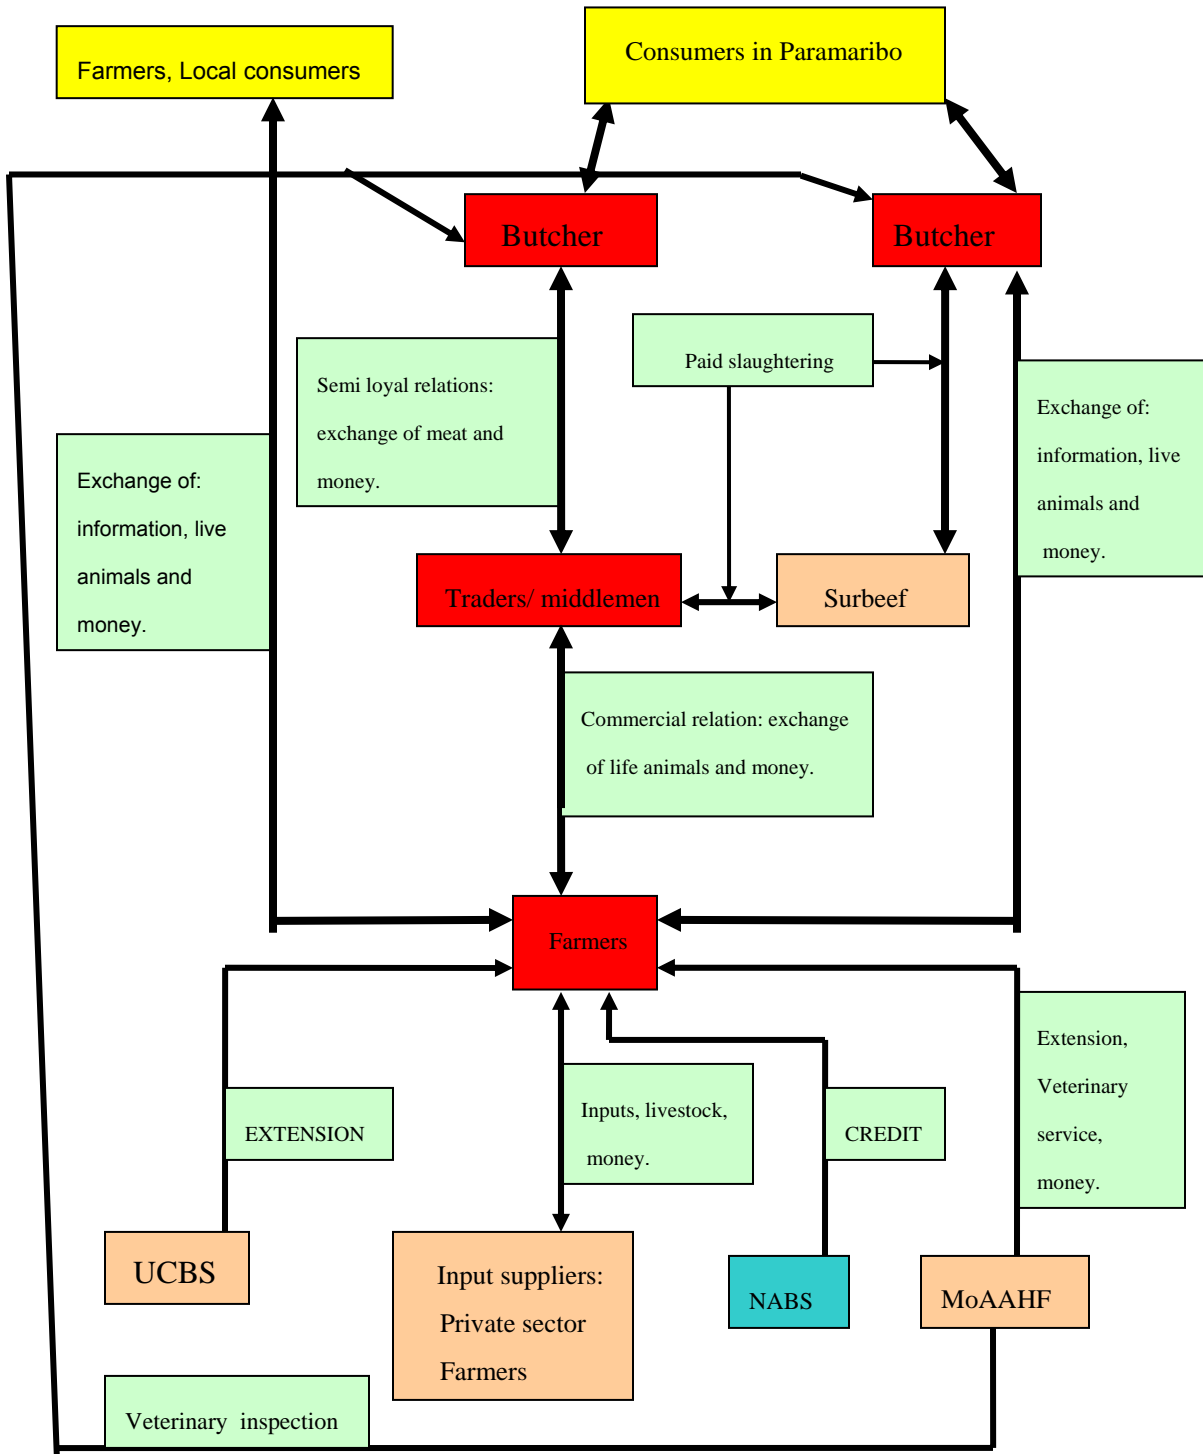 Farmers, Local consumers
Consumers in Paramaribo
Butcher
Butcher
Paid slaughtering
Semi loyal relations:
exchange of meat and
money.
Exchange of:
information, live
animals and
money.
Exchange of:
information, live
animals and
money.
Traders/ middlemen
Surbeef
Commercial relation: exchange
of life animals and money.
Farmers
Extension,
Veterinary
service,
money.
EXTENSION
Inputs, livestock,
money.
CREDIT
UCBS
Input suppliers:
Private sector
Farmers
NABS
MoAAHF
Veterinary inspection